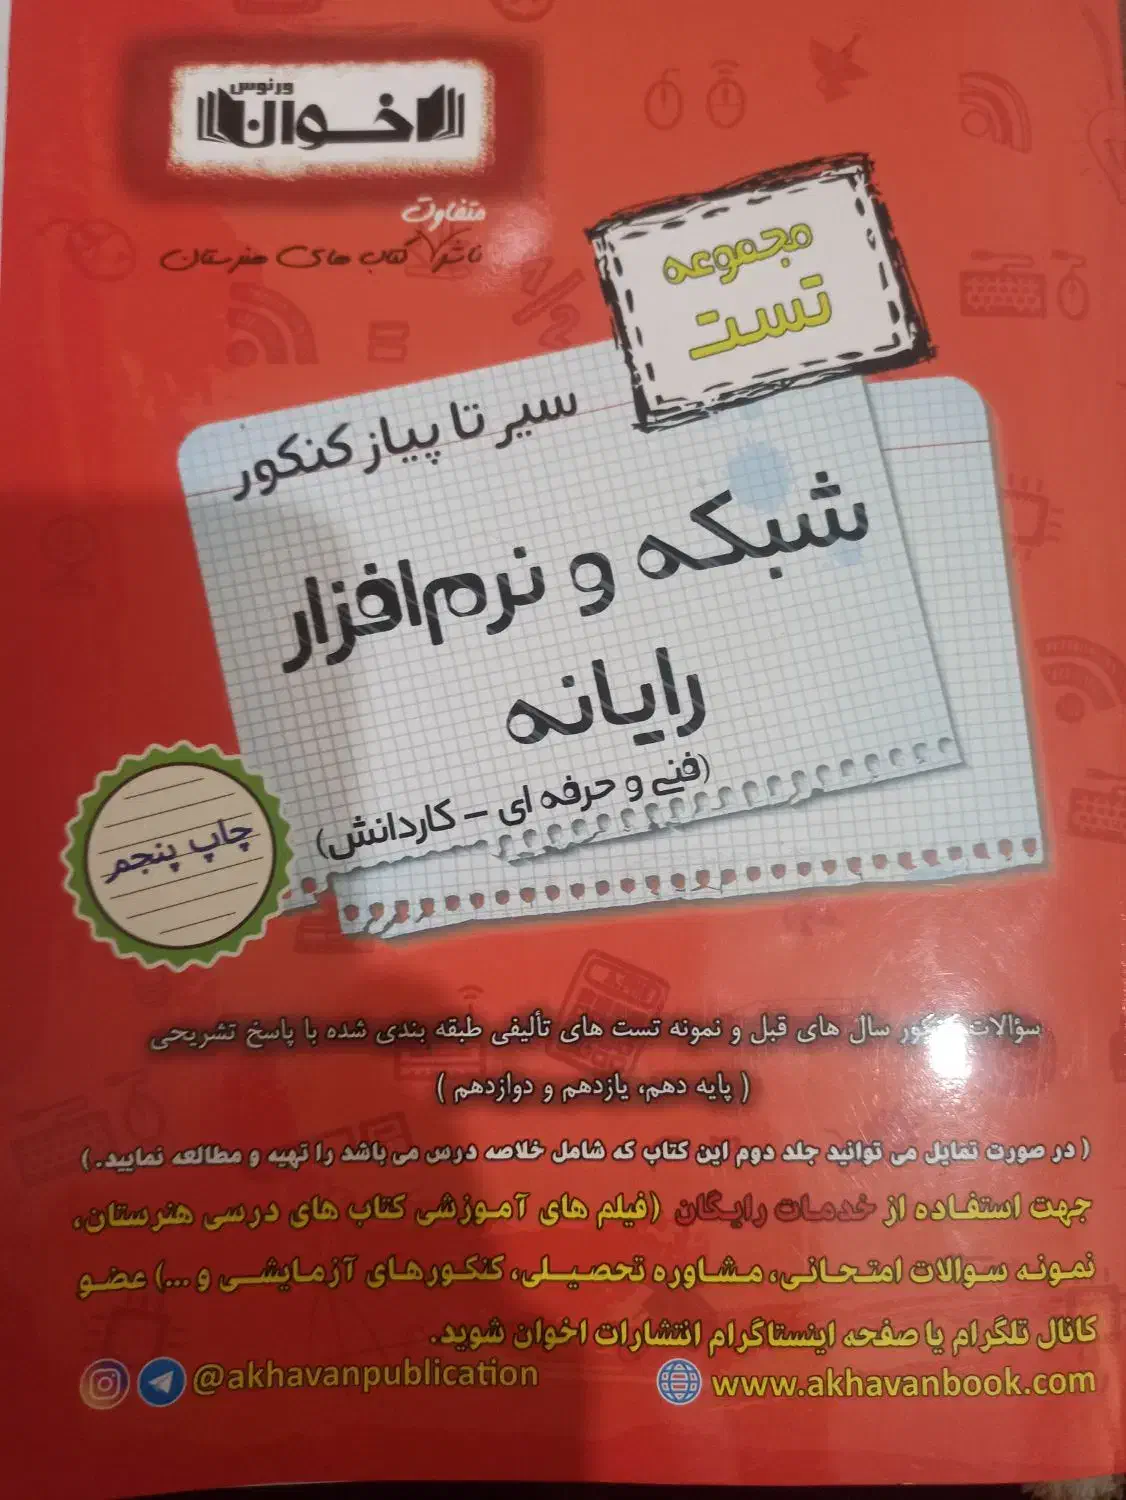 ورنوس
اخوان
متفاوت
ناشر کتاب های هنرستان
مجموعه
تست
سیر تا پیاز کنکور
شبکه و نرم‌افزار
رایانه
(فنی و حرفه ای - کاردانش)
چاپ پنجم
سؤالات سال های قبل و نمونه تست های تألیفی طبقه بندی شده با پاسخ تشریحی
( پایه دهم، یازدهم و دوازدهم )
( در صورت تمایل می توانید جلد دوم این کتاب که شامل خلاصه درس می باشد را تهیه و مطالعه نمایید. )
جهت استفاده از خدمات رایگان (فیلم های آموزشی کتاب های درسی هنرستان،
نمونه سوالات امتحانی، مشاوره تحصیلی، کنکورهای آزمایشی و ...) عضو
کانال تلگرام یا صفحه اینستاگرام انتشارات اخوان شوید.
@akhavanpublication
www.akhavanbook.com